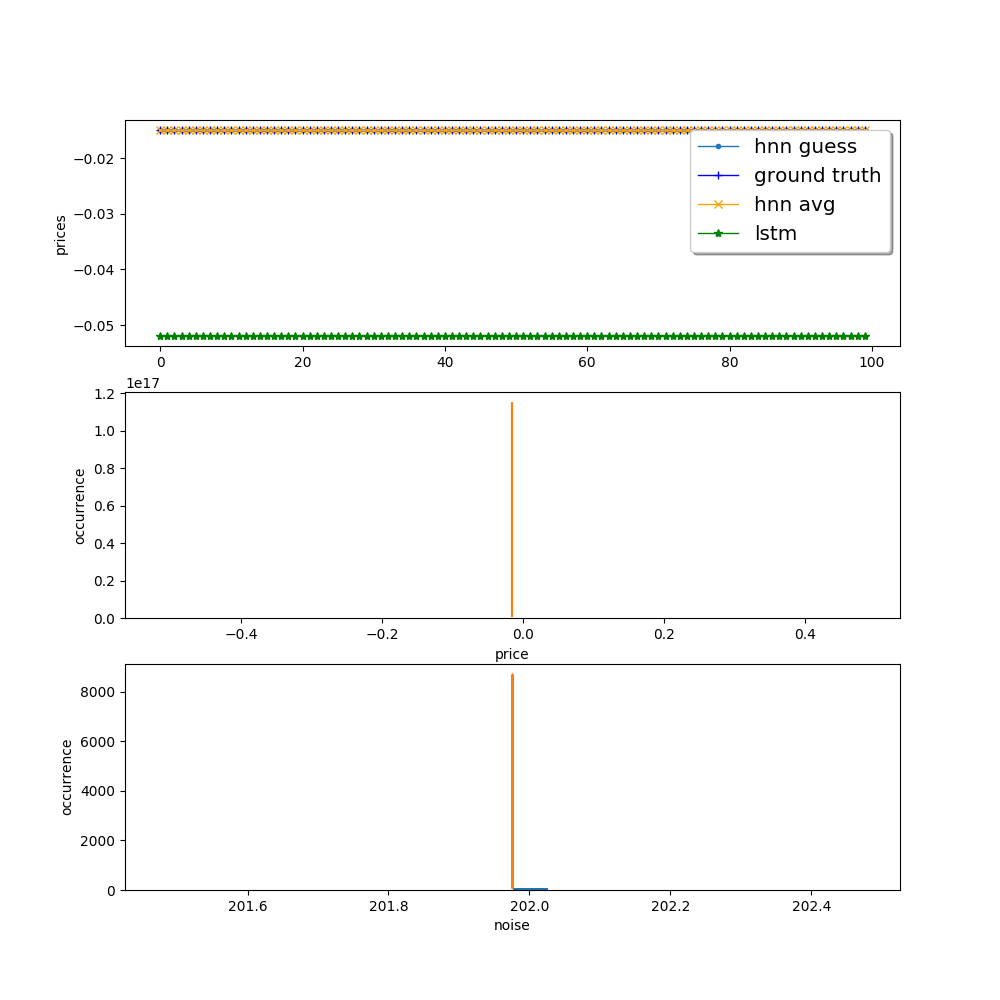 −0.02
−0.03
−0.04
−0.05
prices
hnn guess
ground truth
hnn avg
lstm
0 20 40 60 80 100
1e17
1.2
1.0
0.8
0.6
0.4
0.2
0.0
occurrence
−0.4 −0.2 0.0 0.2 0.4
price
8000
6000
4000
2000
0
occurrence
201.6 201.8 202.0 202.2 202.4
noise